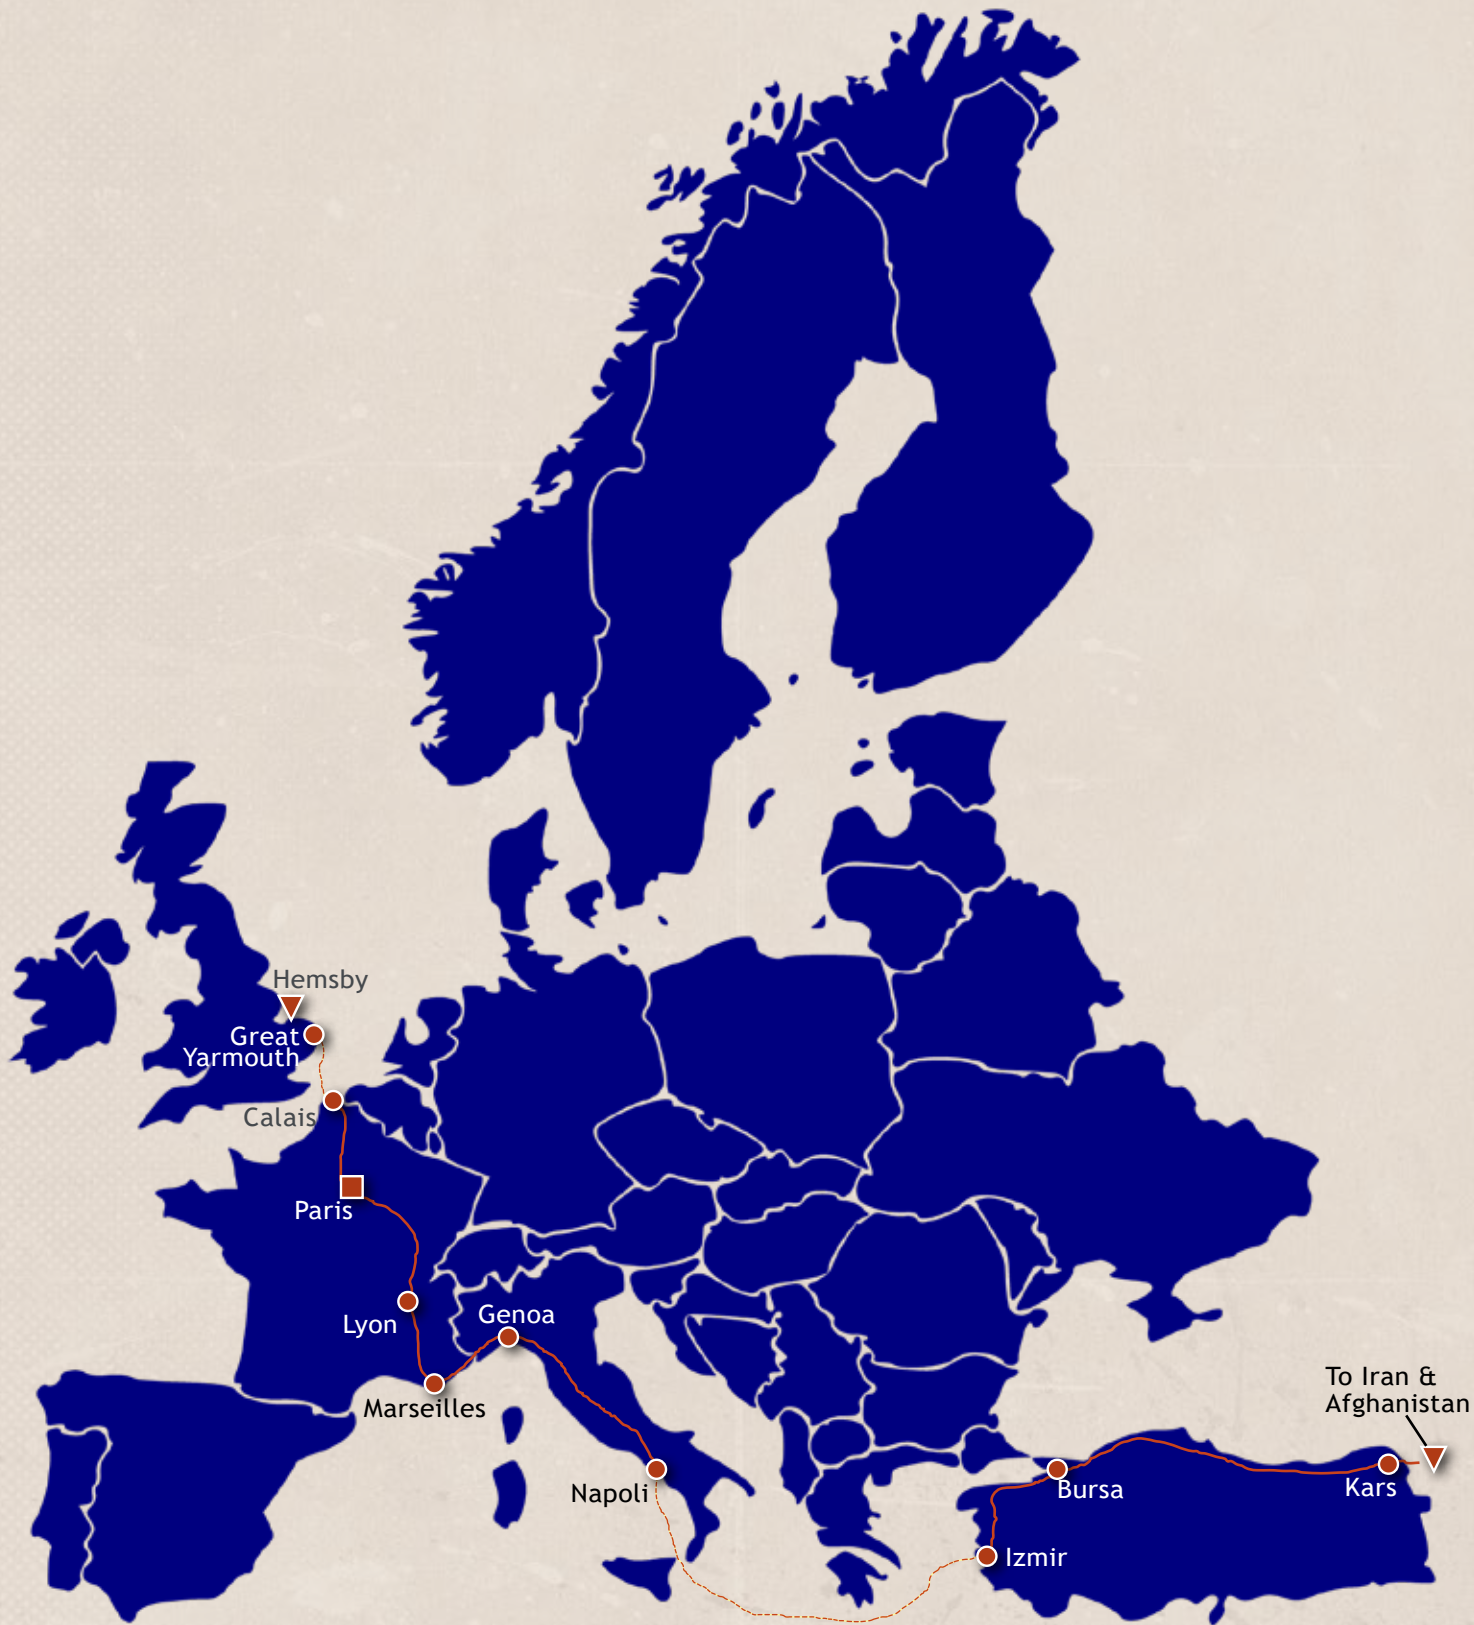 Hemsby
Great
Yarmouth
Calais
Paris
Lyon
Genoa
Marseilles
Napoli
To Iran &
Afghanistan
Bursa
Kars
Izmir